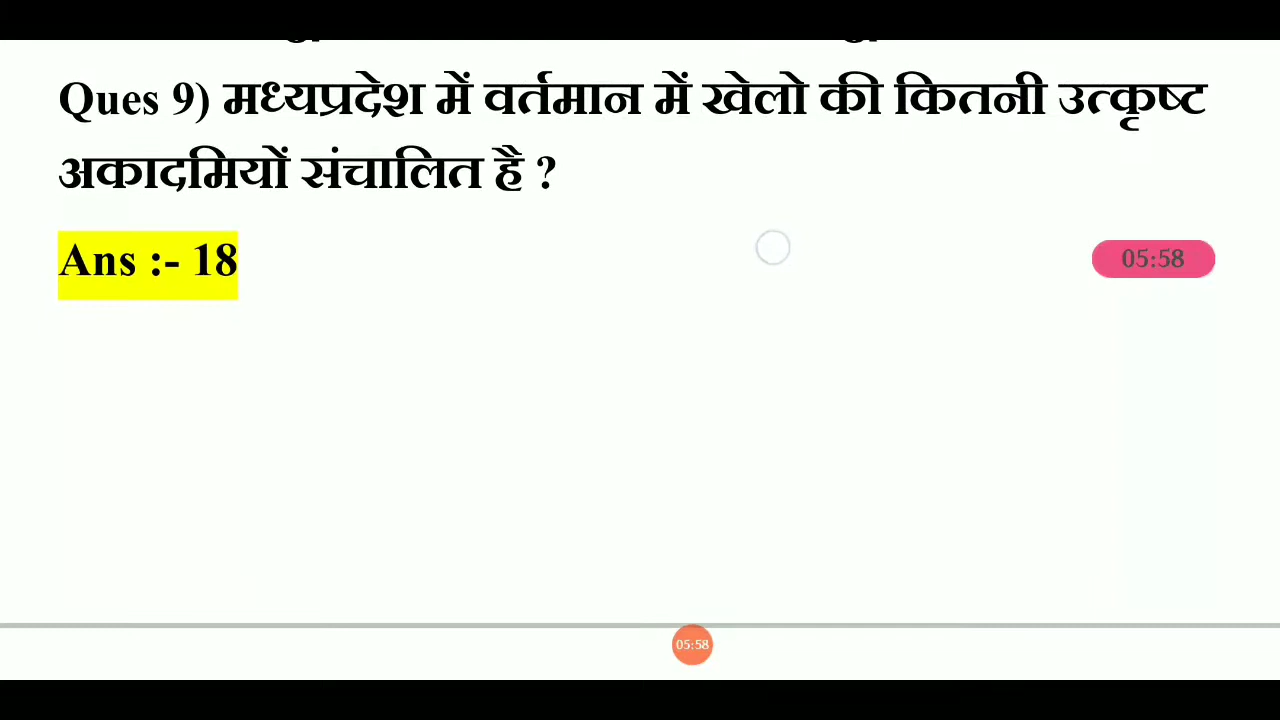 Ques 9) मध्यप्रदेश में वर्तमान में खेलो की कितनी उत्कृष्ट
अकादमियों संचालित है ?
Ans :- 18
05:58
05:58